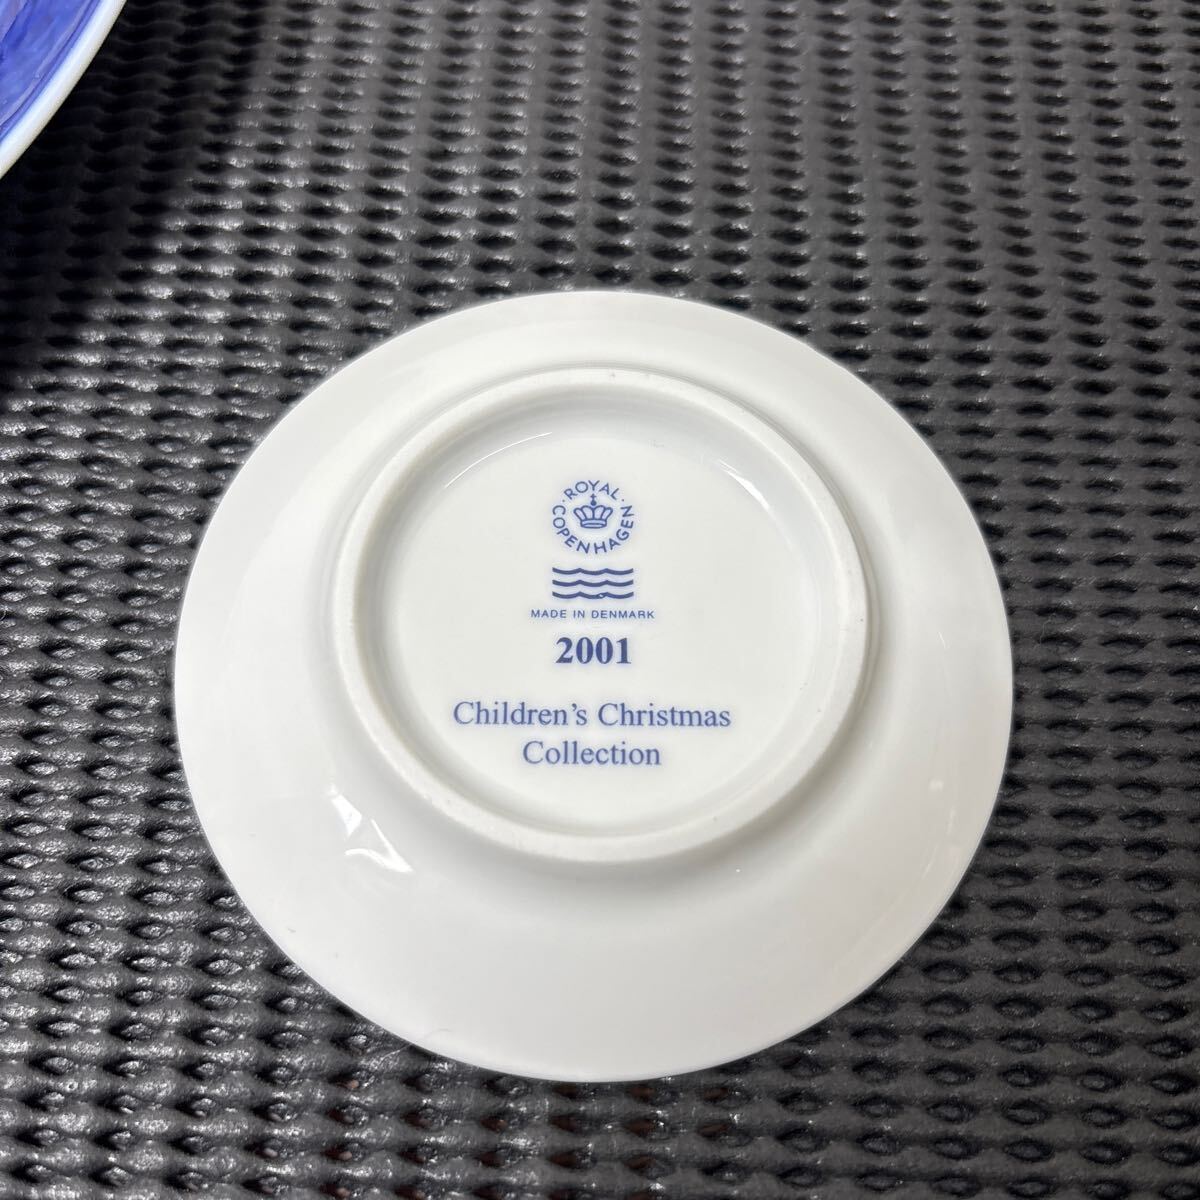 ROYAL
COPENHAGEN
MADE IN DENMARK
2001
Children's Christmas
Collection